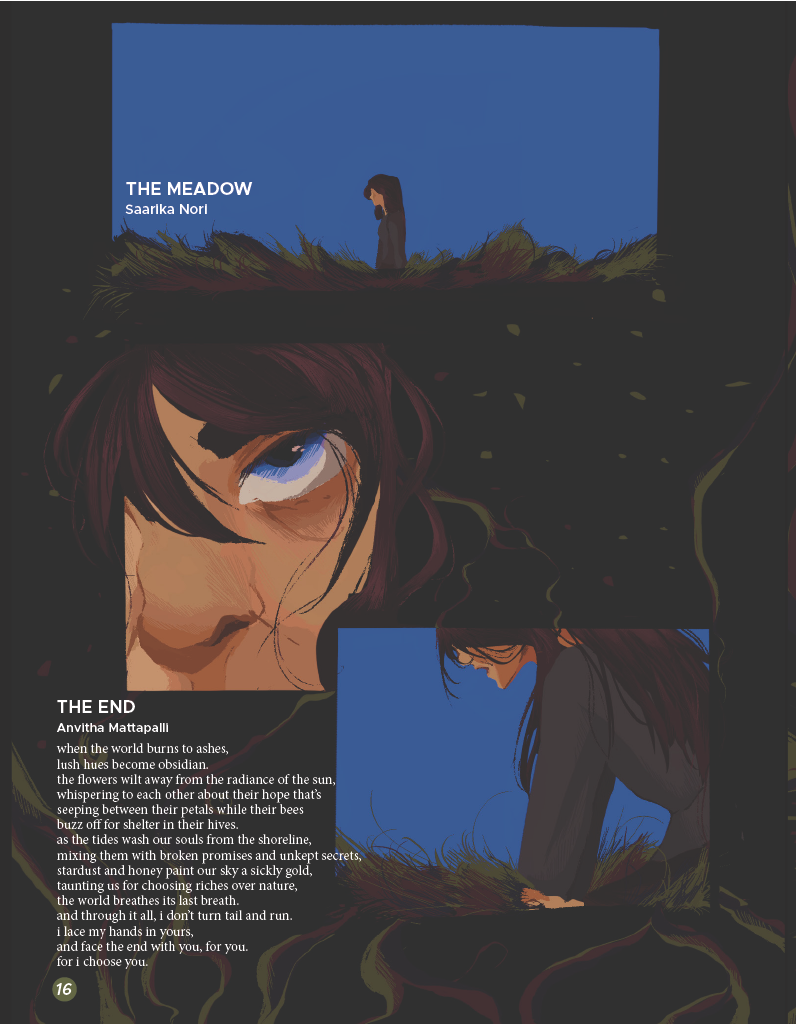 THE MEADOW
Saarika Nori
THE END
Anvitha Mattapalli
when the world burns to ashes,
lush hues become obsidian.
the flowers wilt away from the radiance of the sun,
whispering to each other about their hope that’s
seeping between their petals while their bees
buzz off for shelter in their hives.
as the tides wash our souls from the shoreline,
mixing them with broken promises and unkept secrets,
stardust and honey paint our sky a sickly gold,
taunting us for choosing riches over nature,
the world breathes its last breath.
and through it all, i don’t turn tail and run.
i lace my hands in yours,
and face the end with you, for you.
for i choose you.
16